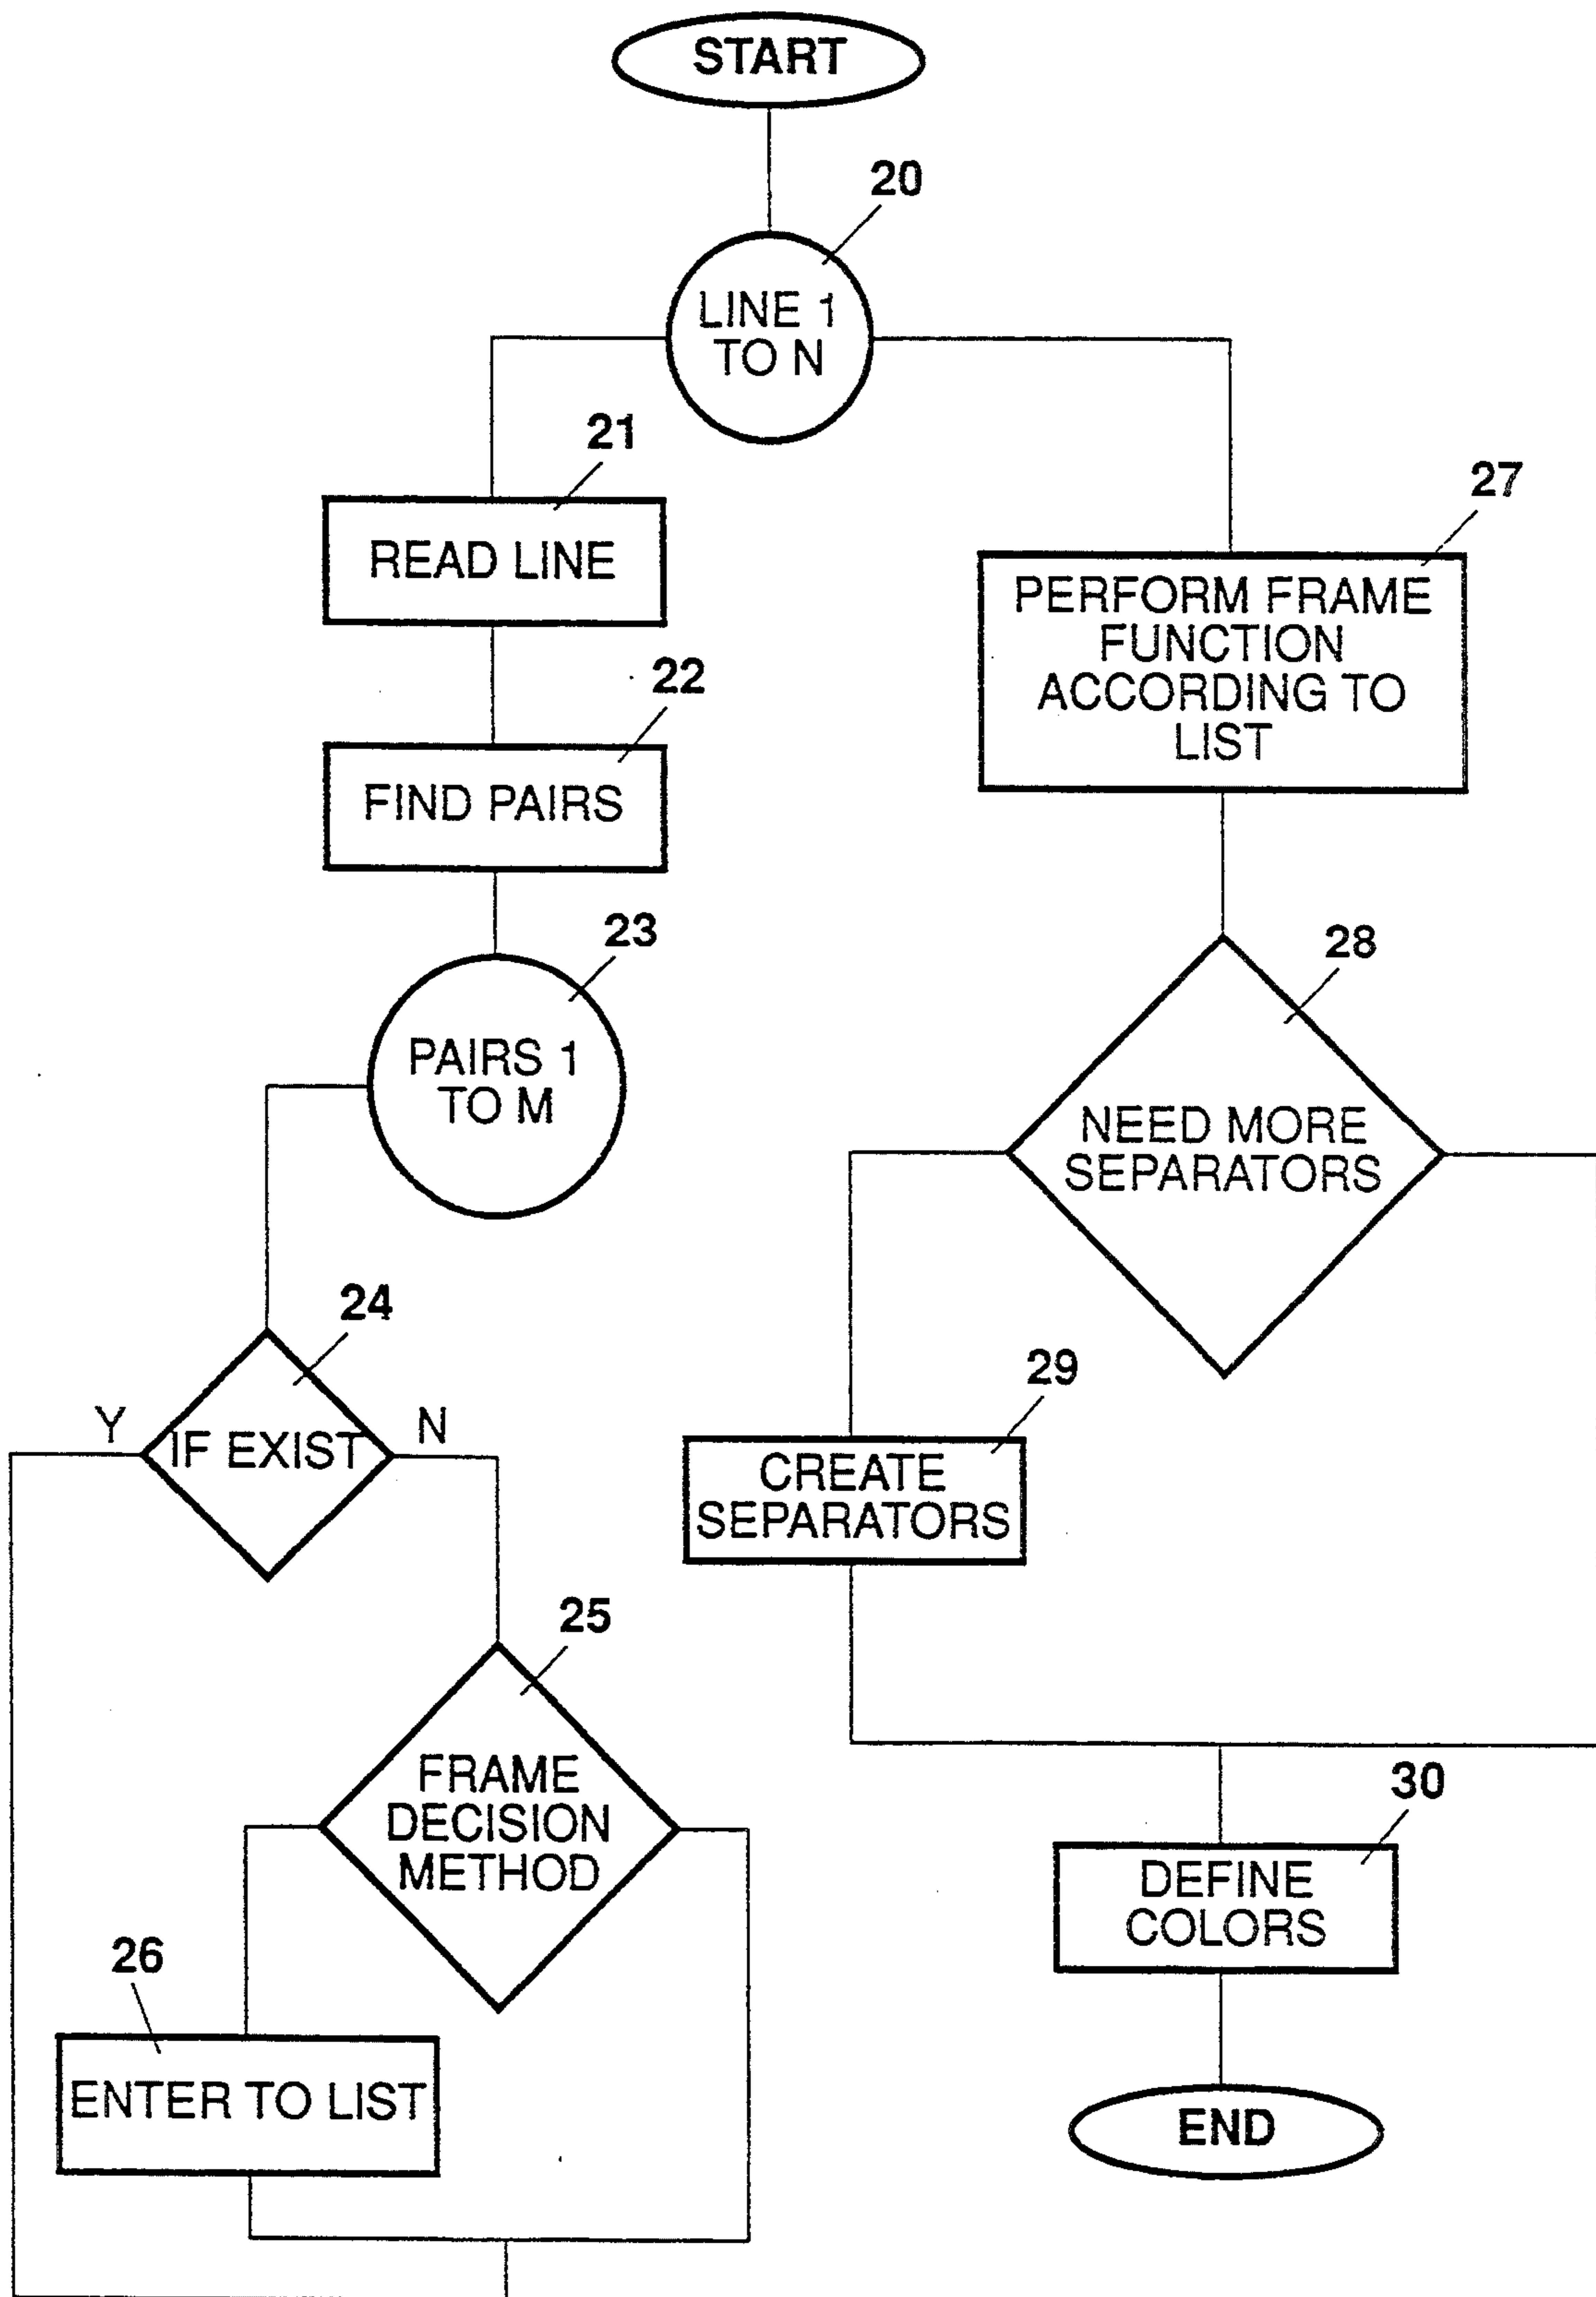 START
20
LINE 1
TO N
21
READ LINE
22
FIND PAIRS
23
PAIRS 1
TO M
24
Y
IF EXIST
N
25
FRAME
DECISION
METHOD
26
ENTER TO LIST
27
PERFORM FRAME
FUNCTION
ACCORDING TO
LIST
28
NEED MORE
SEPARATORS
29
CREATE
SEPARATORS
30
DEFINE
COLORS
END